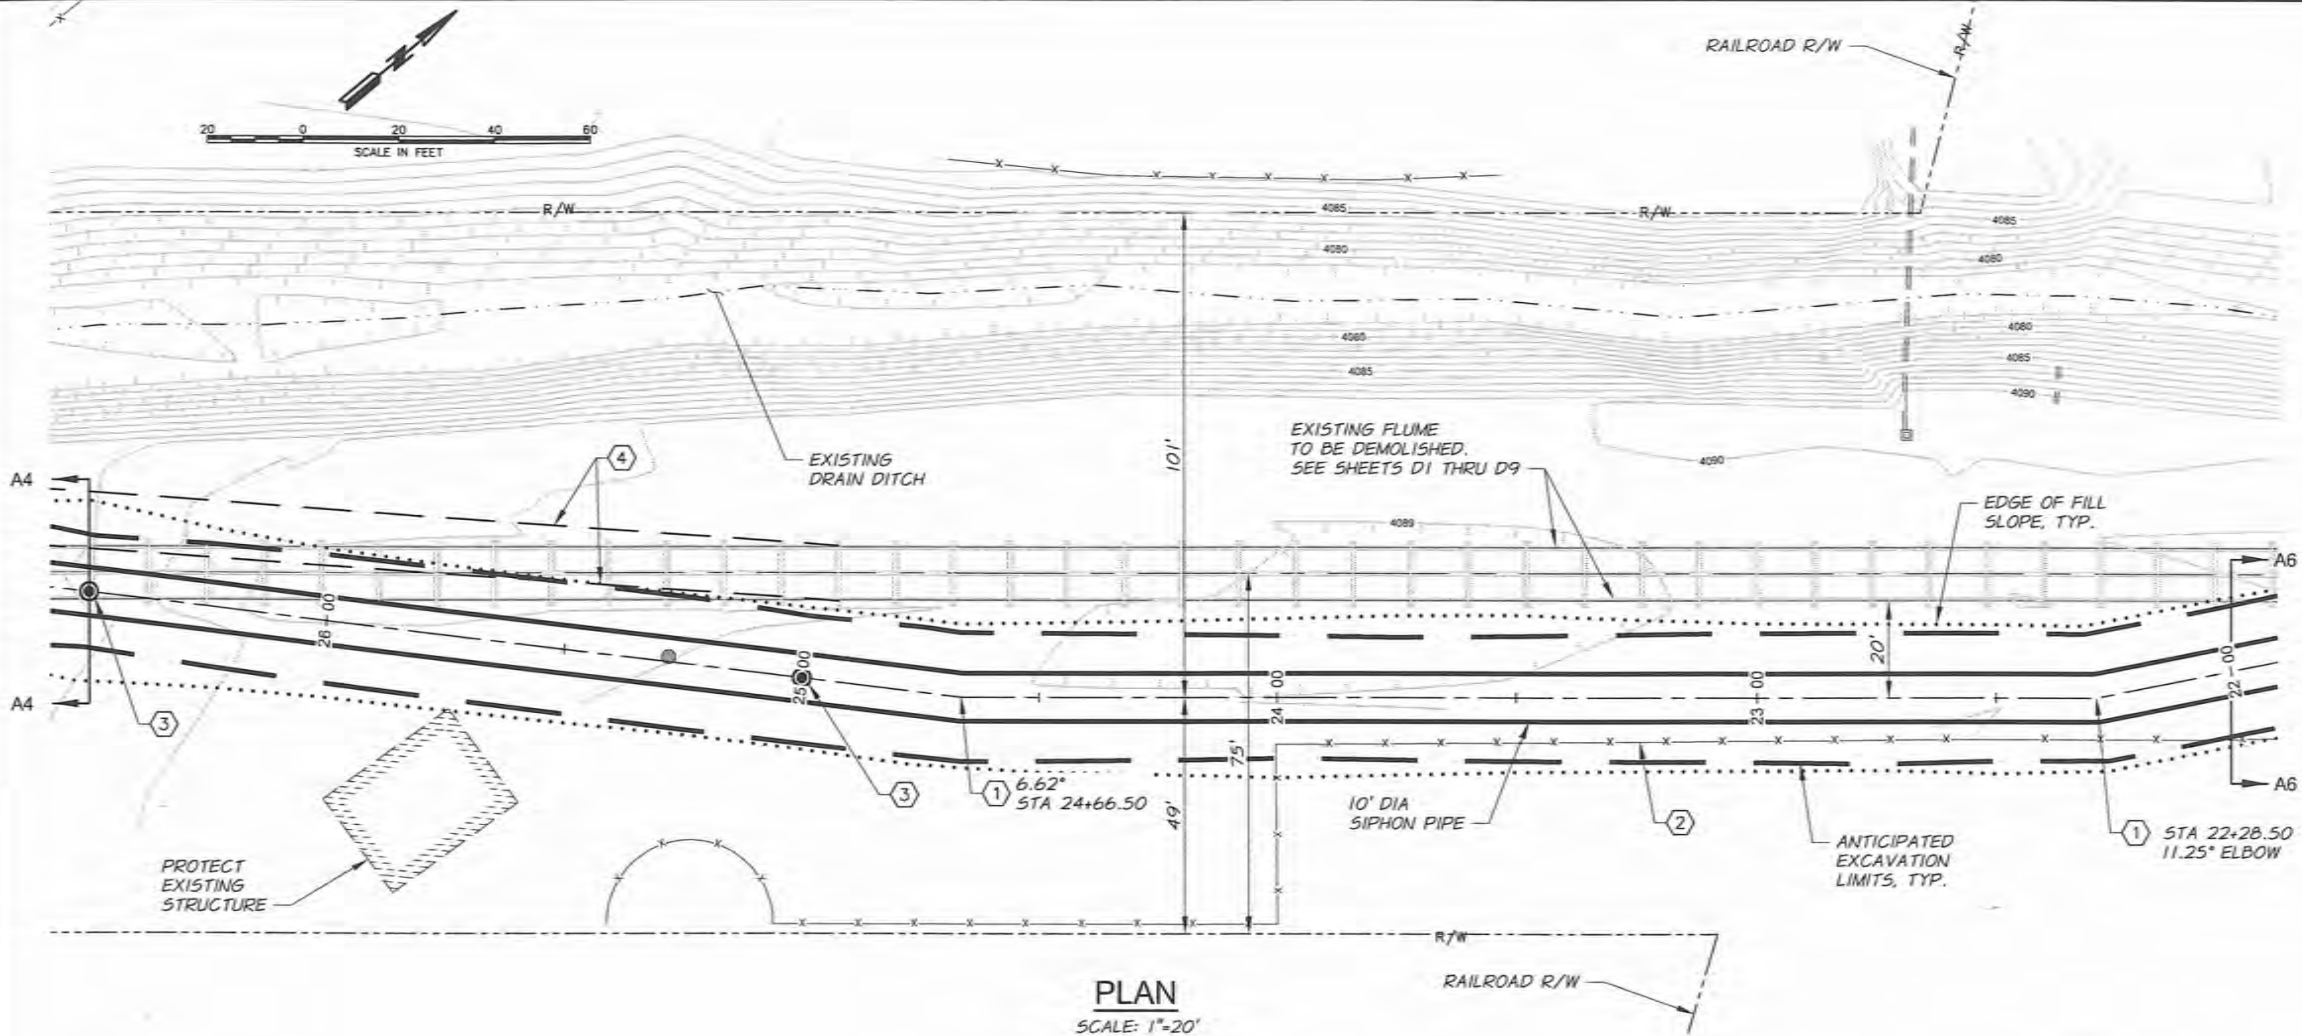 RAILROAD R/W
R/W
N
20 0 20 40 60
SCALE IN FEET
R/W
4085
R/W
4085
4080
4080
4080
4080
4085
4085
4090
101'
EXISTING FLUME
TO BE DEMOLISHED.
SEE SHEETS D1 THRU D9
4
EXISTING
DRAIN DITCH
4090
A4
4089
EDGE OF FILL
SLOPE, TYP.
A6
26+00
25+00
24+00
23+00
22+00
20'
A4
3
3
75'
49'
1
6.62°
STA 24+66.50
10' DIA
SIPHON PIPE
2
A6
1
STA 22+28.50
11.25° ELBOW
ANTICIPATED
EXCAVATION
LIMITS, TYP.
PROTECT
EXISTING
STRUCTURE
R/W
RAILROAD R/W
PLAN
SCALE: 1"=20'